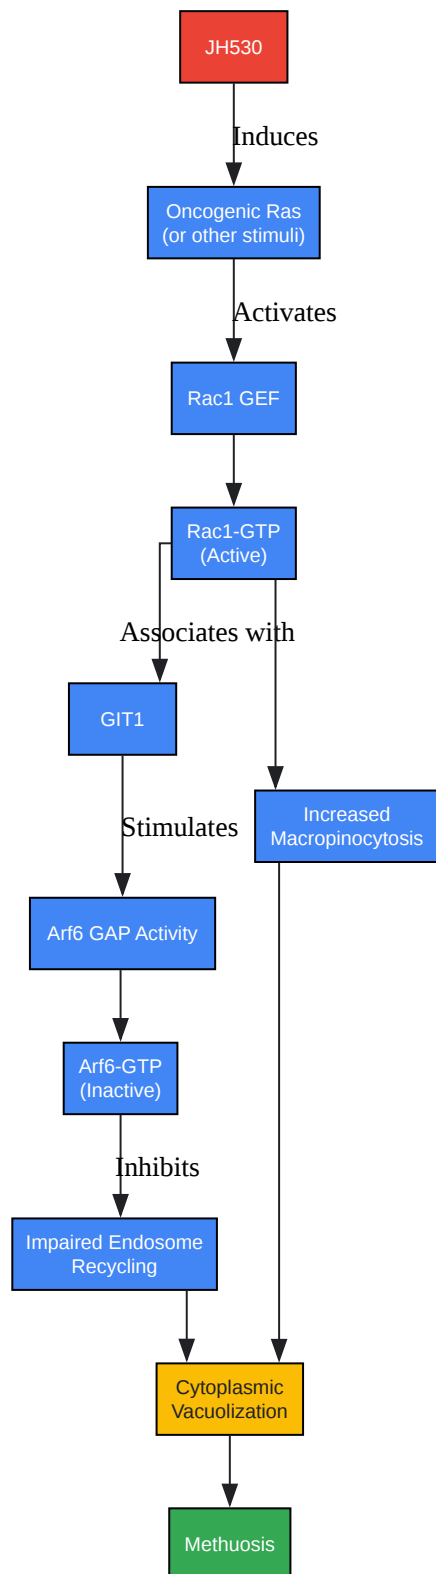 JH530
Induces
Oncogenic Ras
(or other stimuli)
Activates
Rac1 GEF
Rac1-GTP
(Active)
Associates with
GIT1
Increased
Macropinocytosis
Stimulates
Arf6 GAP Activity
Arf6-GTP
(Inactive)
Inhibits
Impaired Endosome
Recycling
Cytoplasmic
Vacuolization
Methuosis